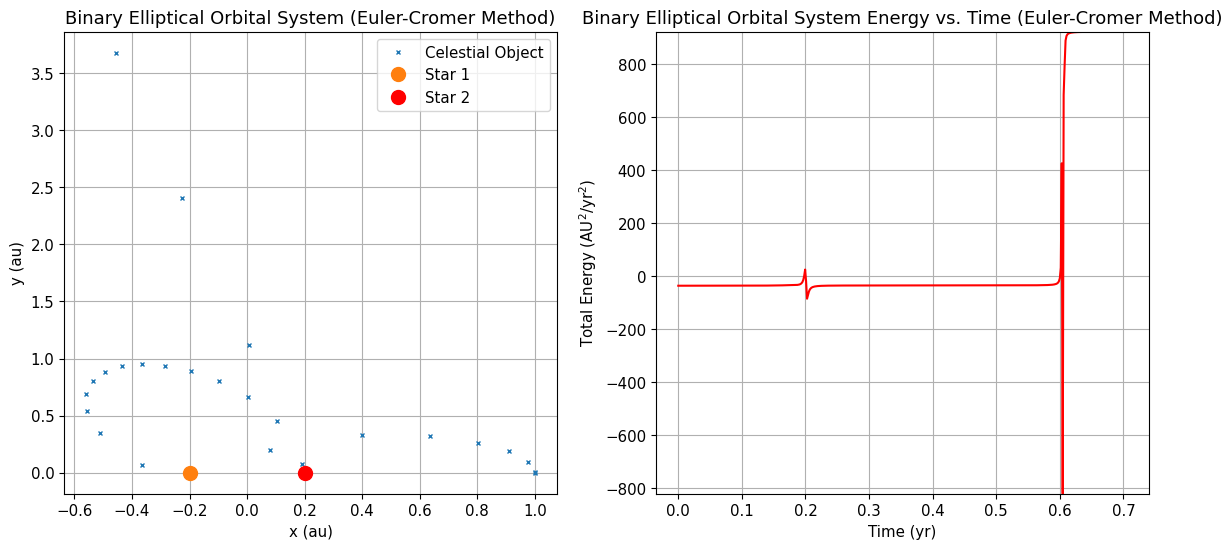 Binary Elliptical Orbital System (Euler-Cromer Method)
Celestial Object
Star 1
Star 2
3.5
3.0
2.5
2.0
1.5
1.0
0.5
0.0
y (au)
−0.6 −0.4 −0.2 0.0 0.2 0.4 0.6 0.8 1.0
x (au)
Binary Elliptical Orbital System Energy vs. Time (Euler-Cromer Method)
800
600
400
200
0
−200
−400
−600
−800
Total Energy (AU²/yr²)
0.0 0.1 0.2 0.3 0.4 0.5 0.6 0.7
Time (yr)